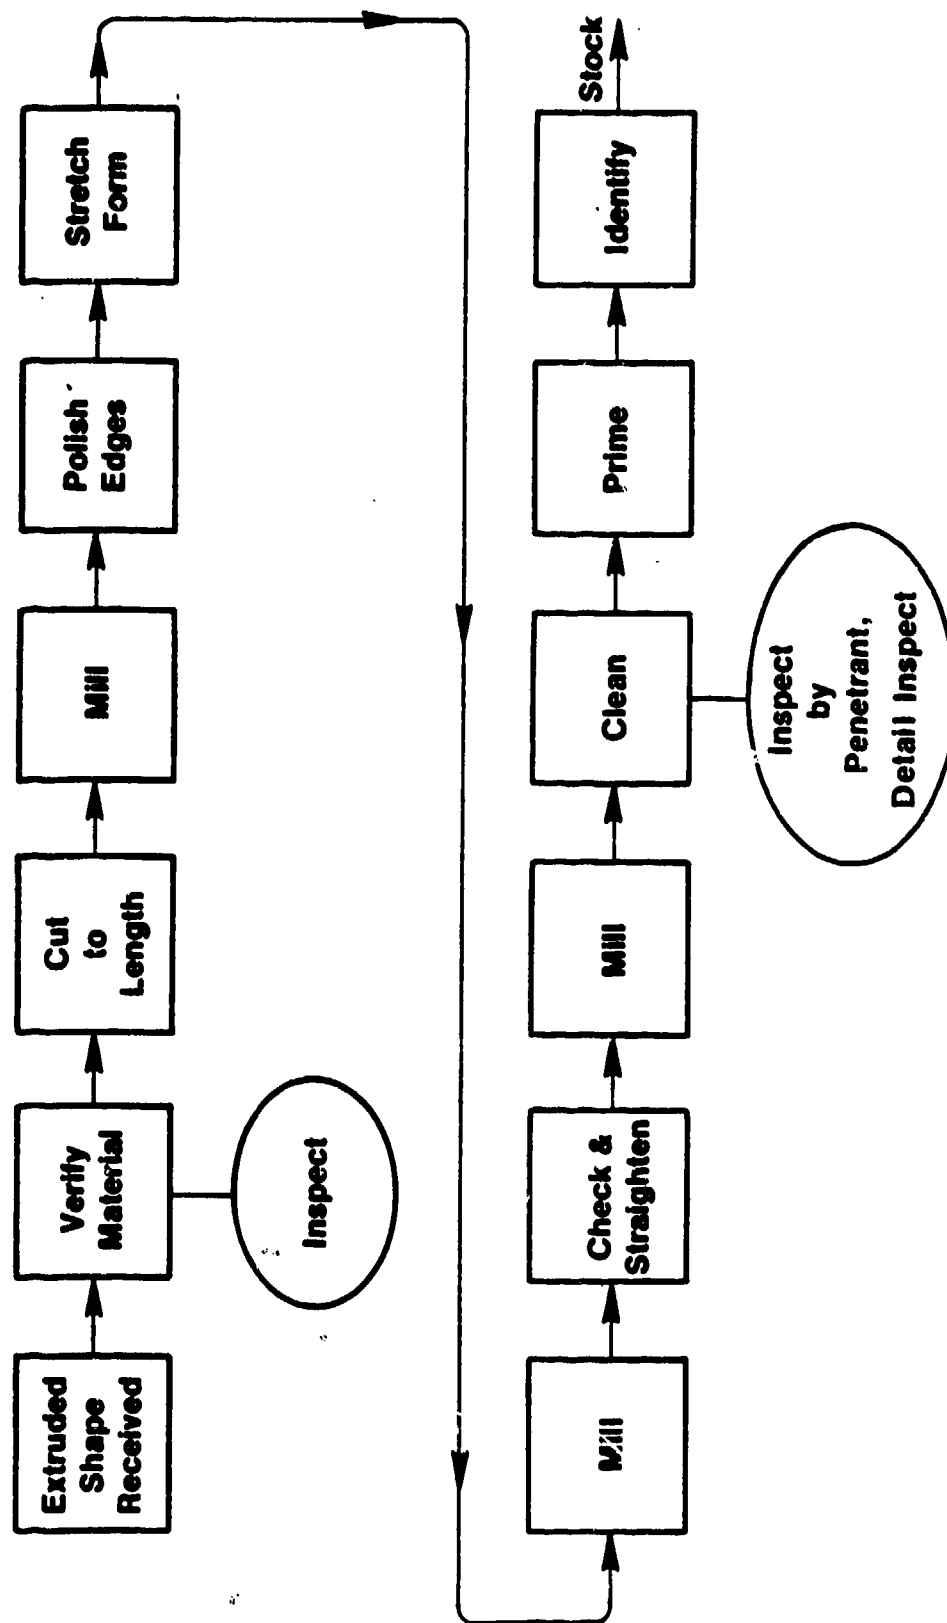 Extruded
Shape
Received
Verify
Material
Inspect
Cut
to
Length
Mill
Polish
Edges
Stretch
Form
Mill
Check &
Straighten
Mill
Clean
Inspect
by
Penetrant,
Detail Inspect
Prime
Identify
Stock